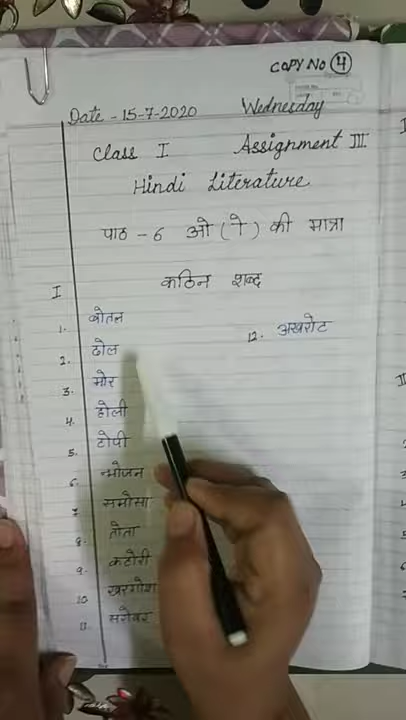 COPY NO 4
Date - 15-7-2020 Wednesday
Class I Assignment III
Hindi Literature
पाठ - 6 ओ ( ो ) की मात्रा
कठिन शब्द
I
1. बोतल
2. ढोल
3. मोर
4. होली
5. टोपी
6. भोजन
7. समोसा
8. तोता
9. कटोरी
10. खरगोश
11. सरोवर
12. अखरोट
II